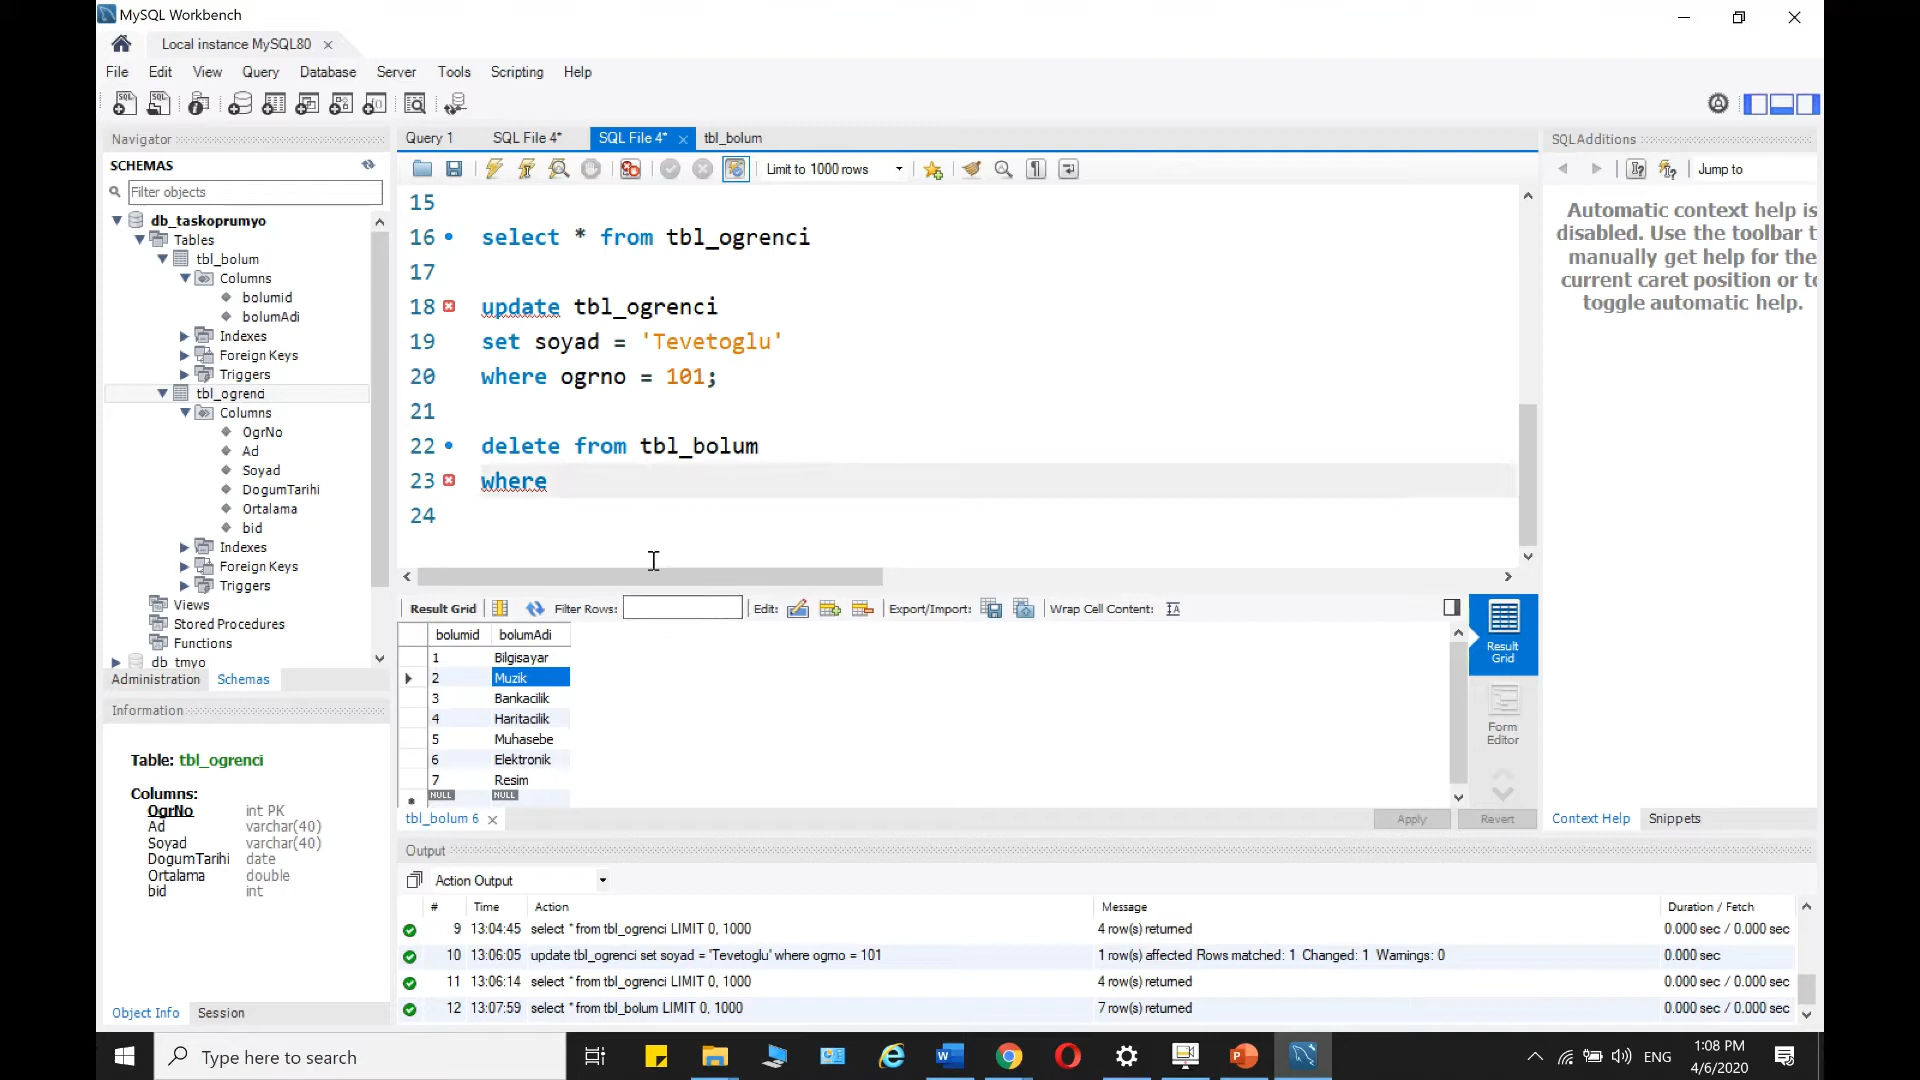 MySQL Workbench
Local instance MySQL80
File Edit View Query Database Server Tools Scripting Help
Navigator
SCHEMAS
Filter objects
db_taskoprumyo
Tables
tbl_bolum
Columns
bolumid
bolumAdi
Indexes
Foreign Keys
Triggers
tbl_ogrenci
Columns
OgrNo
Ad
Soyad
DogumTarihi
Ortalama
bid
Indexes
Foreign Keys
Triggers
Views
Stored Procedures
Functions
db_tmyo
Administration Schemas
Information
Table: tbl_ogrenci
Columns:
OgrNo int PK
Ad varchar(40)
Soyad varchar(40)
DogumTarihi date
Ortalama double
bid int
Object Info Session
Query 1 SQL File 4* SQL File 4* tbl_bolum
Limit to 1000 rows
15
16 select * from tbl_ogrenci
17
18 update tbl_ogrenci
19 set soyad = 'Tevetoglu'
20 where ogrno = 101;
21
22 delete from tbl_bolum
23 where
24
Result Grid Filter Rows: Edit: Export/Import: Wrap Cell Content:
bolumid bolumAdi
1 Bilgisayar
2 Muzik
3 Bankacilik
4 Haritacilik
5 Muhasebe
6 Elektronik
7 Resim
NULL NULL
Result Grid
Form Editor
tbl_bolum 6
Apply Revert
Output
Action Output
# Time Action Message Duration / Fetch
9 13:04:45 select * from tbl_ogrenci LIMIT 0, 1000 4 row(s) returned 0.000 sec / 0.000 sec
10 13:06:05 update tbl_ogrenci set soyad = 'Tevetoglu' where ogrno = 101 1 row(s) affected Rows matched: 1 Changed: 1 Warnings: 0 0.000 sec
11 13:06:14 select * from tbl_ogrenci LIMIT 0, 1000 4 row(s) returned 0.000 sec / 0.000 sec
12 13:07:59 select * from tbl_bolum LIMIT 0, 1000 7 row(s) returned 0.000 sec / 0.000 sec
SQLAdditions
Jump to
Automatic context help is
disabled. Use the toolbar t
manually get help for the
current caret position or to
toggle automatic help.
Context Help Snippets
Type here to search
ENG
1:08 PM
4/6/2020